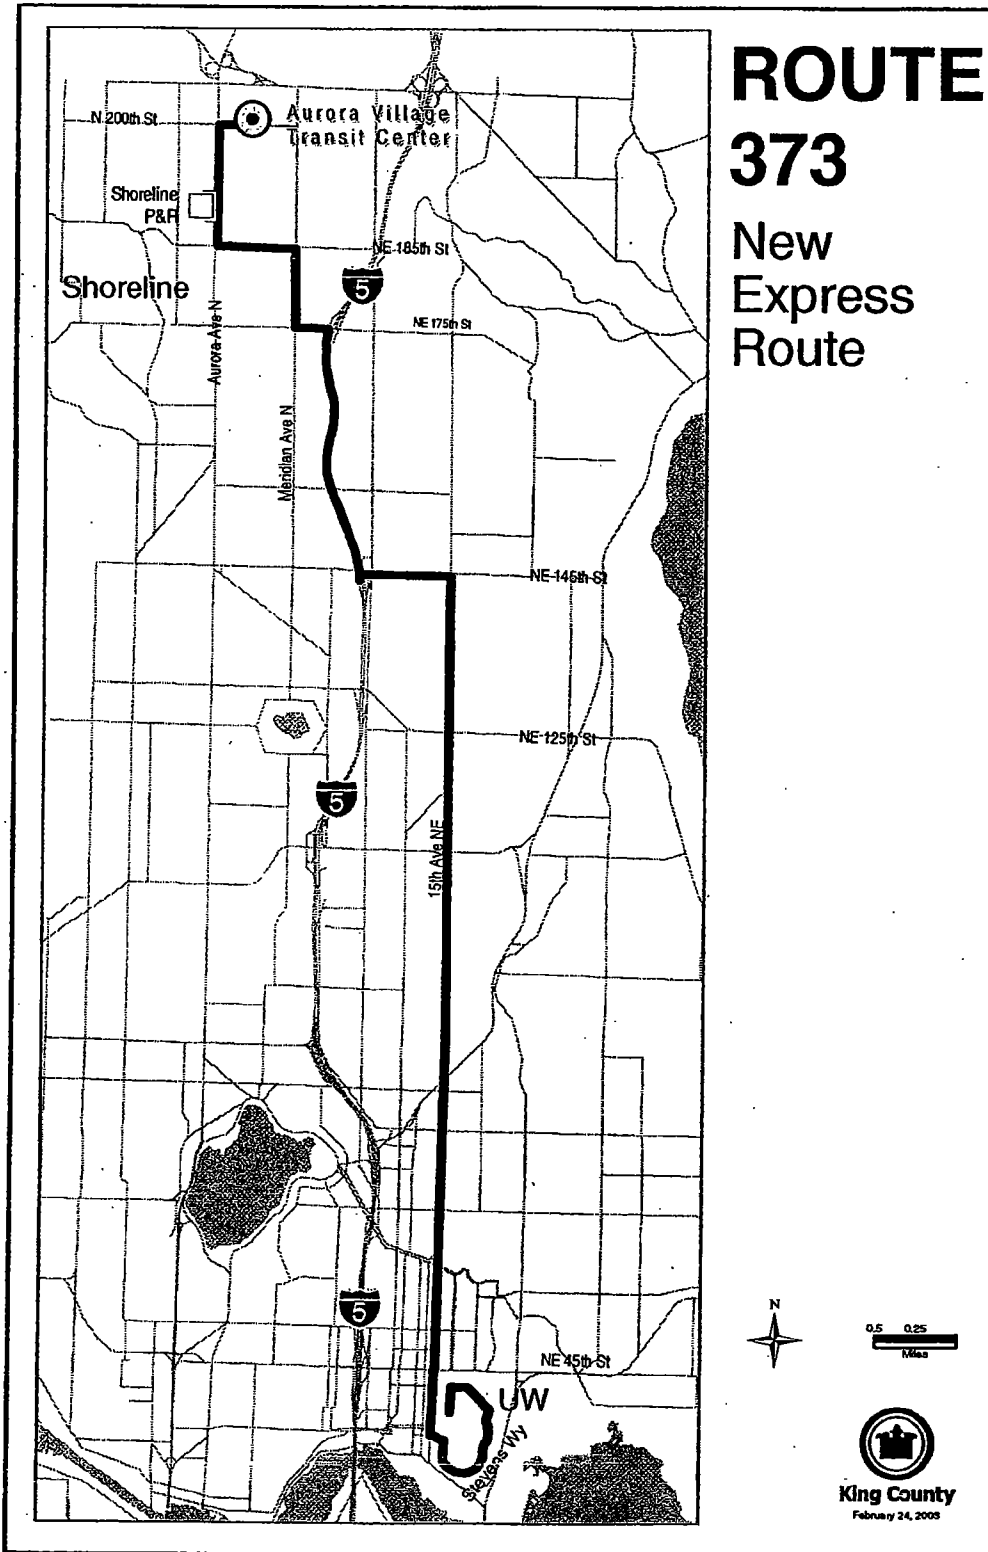 ROUTE
373
New
Express
Route
N 200th St
Aurora Village
Transit Center
Shoreline
P&R
NE 185th St
5
Shoreline
NE 175th St
Aurora Ave N
Meridian Ave N
NE 145th St
NE 125th St
5
15th Ave NE
5
NE 45th St
UW
Stevens Wy
N
0.5 0.25
Miles
King County
February 24, 2003